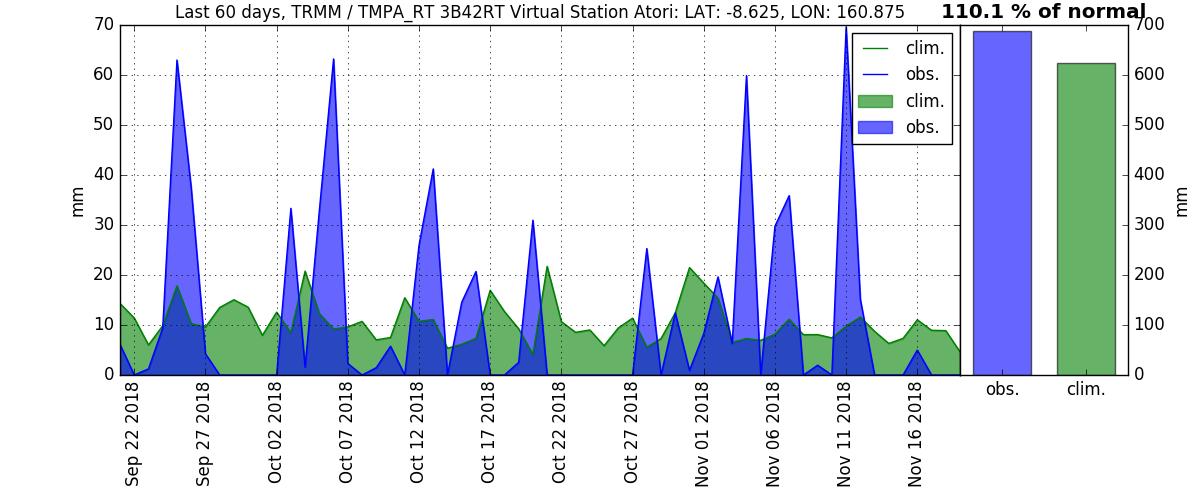 Last 60 days, TRMM / TMPA_RT 3B42RT Virtual Station Atori: LAT: -8.625, LON: 160.875
110.1 % of normal
mm
70
60
50
40
30
20
10
0
clim.
obs.
clim.
obs.
Sep 22 2018
Sep 27 2018
Oct 02 2018
Oct 07 2018
Oct 12 2018
Oct 17 2018
Oct 22 2018
Oct 27 2018
Nov 01 2018
Nov 06 2018
Nov 11 2018
Nov 16 2018
700
600
500
400
300
200
100
0
mm
obs.
clim.